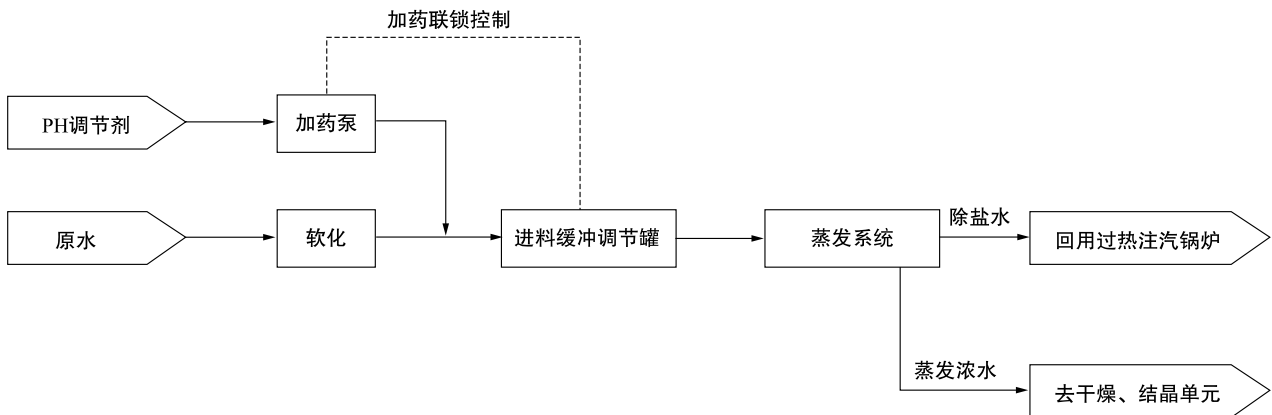 加药联锁控制
PH调节剂
加药泵
原水
软化
进料缓冲调节罐
蒸发系统
除盐水
回用过热注汽锅炉
蒸发浓水
去干燥、结晶单元